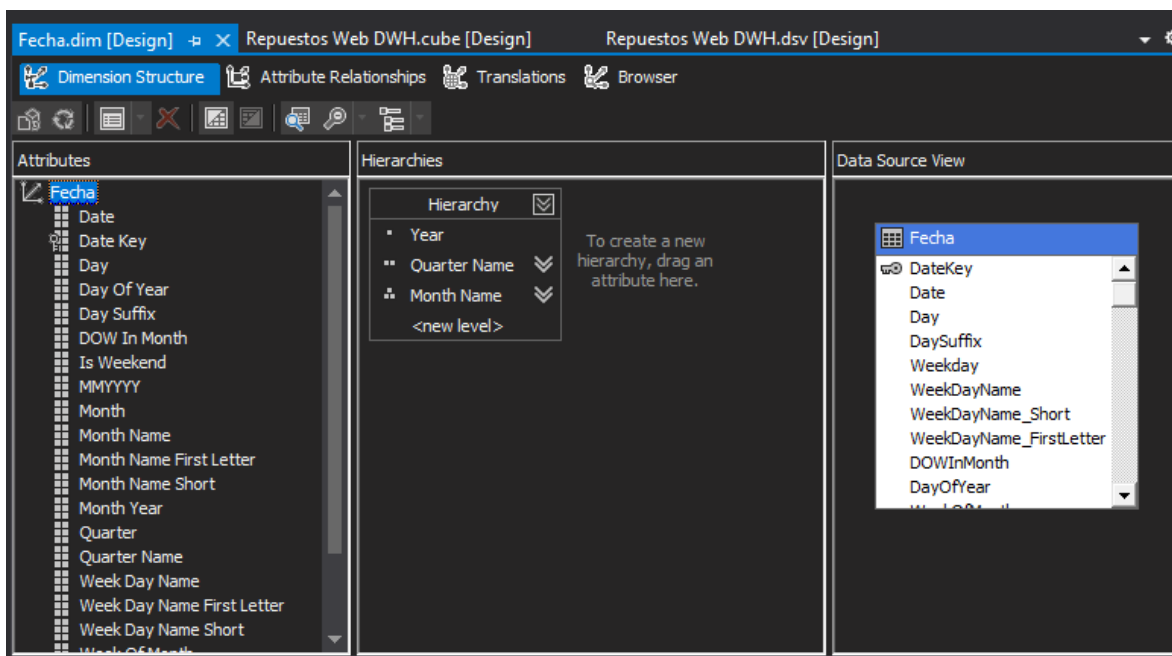 Fecha.dim [Design]
Repuestos Web DWH.cube [Design]
Repuestos Web DWH.dsv [Design]
Dimension Structure
Attribute Relationships
Translations
Browser
Attributes
Fecha
Date
Date Key
Day
Day Of Year
Day Suffix
DOW In Month
Is Weekend
MMYYYY
Month
Month Name
Month Name First Letter
Month Name Short
Month Year
Quarter
Quarter Name
Week Day Name
Week Day Name First Letter
Week Day Name Short
Week Of Month
Hierarchies
Hierarchy
Year
Quarter Name
Month Name
<new level>
To create a new
hierarchy, drag an
attribute here.
Data Source View
Fecha
DateKey
Date
Day
DaySuffix
Weekday
WeekDayName
WeekDayName_Short
WeekDayName_FirstLetter
DOWInMonth
DayOfYear